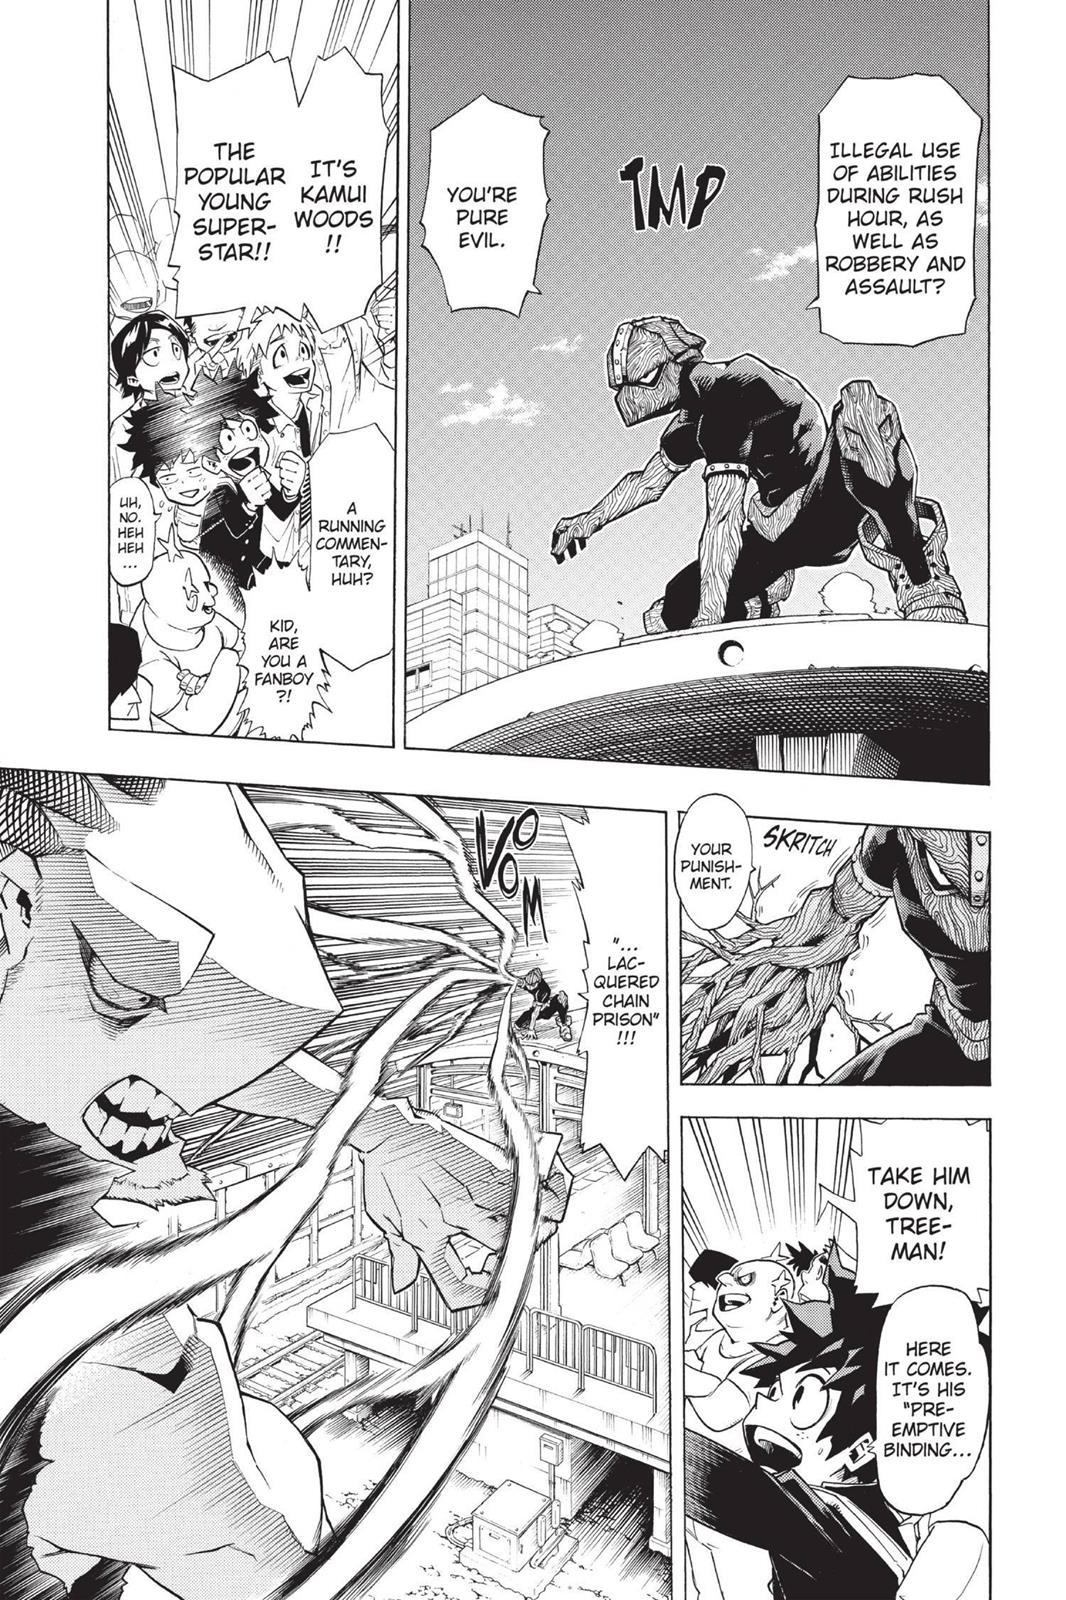 ILLEGAL USE
OF ABILITIES
DURING RUSH
HOUR, AS
WELL AS
ROBBERY AND
ASSAULT?
TMP
YOU'RE
PURE
EVIL.
IT'S
KAMUI
WOODS
!!
THE
POPULAR
YOUNG
SUPER-
STAR!!
A
RUNNING
COMMEN-
TARY,
HUH?
KID,
ARE
YOU A
FANBOY
?!
UH,
NO.
HEH
HEH
...
SKRITCH
YOUR
PUNISH-
MENT.
TAKE HIM
DOWN,
TREE-
MAN!
HERE
IT COMES.
IT'S HIS
"PRE-
EMPTIVE
BINDING...
"...
LAC-
QUERED
CHAIN
PRISON"
!!!
VOOOM